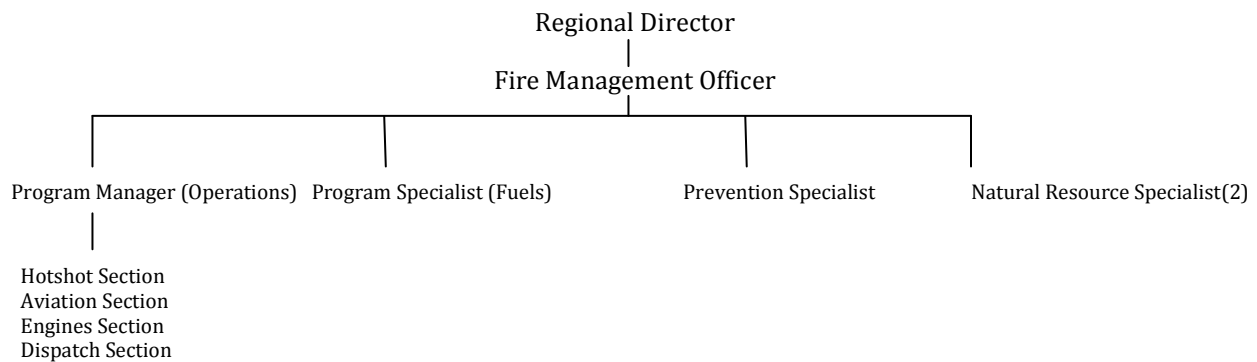 Regional Director
Fire Management Officer
Program Manager (Operations)
Program Specialist (Fuels)
Prevention Specialist
Natural Resource Specialist(2)
Hotshot Section
Aviation Section
Engines Section
Dispatch Section